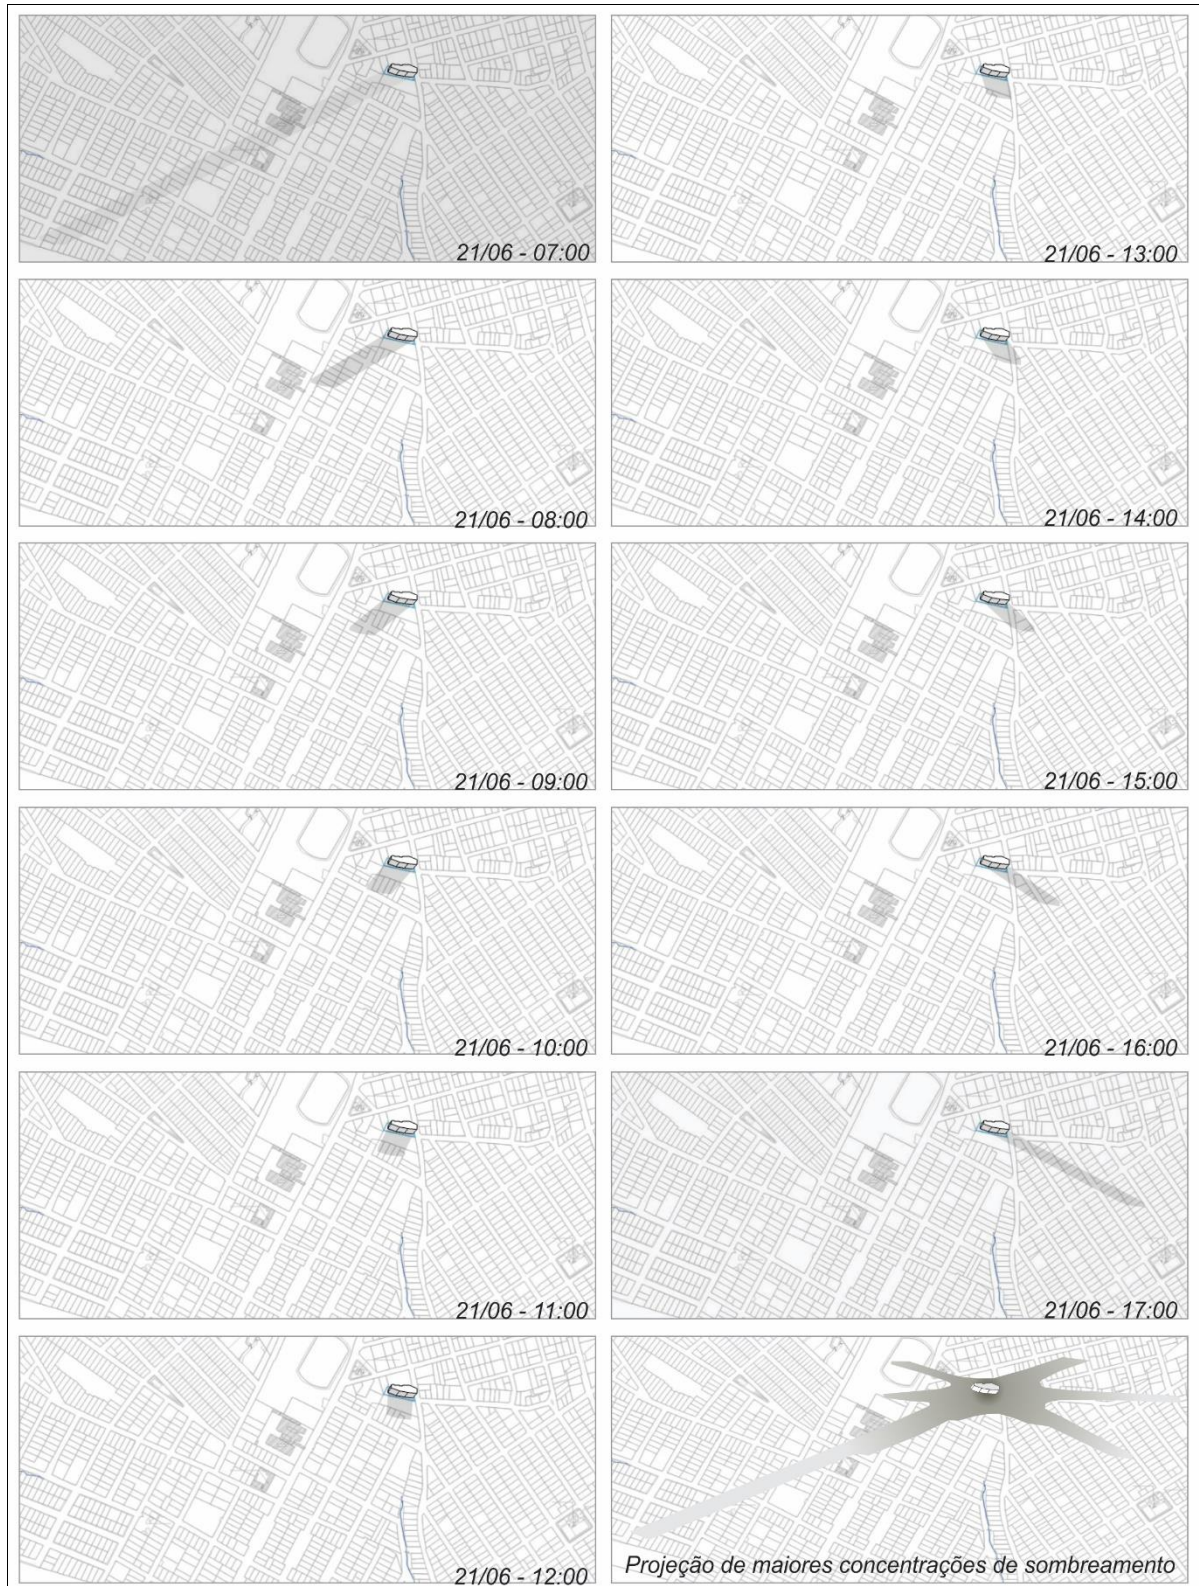 21/06 - 07:00
21/06 - 13:00
21/06 - 08:00
21/06 - 14:00
21/06 - 09:00
21/06 - 15:00
21/06 - 10:00
21/06 - 16:00
21/06 - 11:00
21/06 - 17:00
21/06 - 12:00
Projeção de maiores concentrações de sombreamento